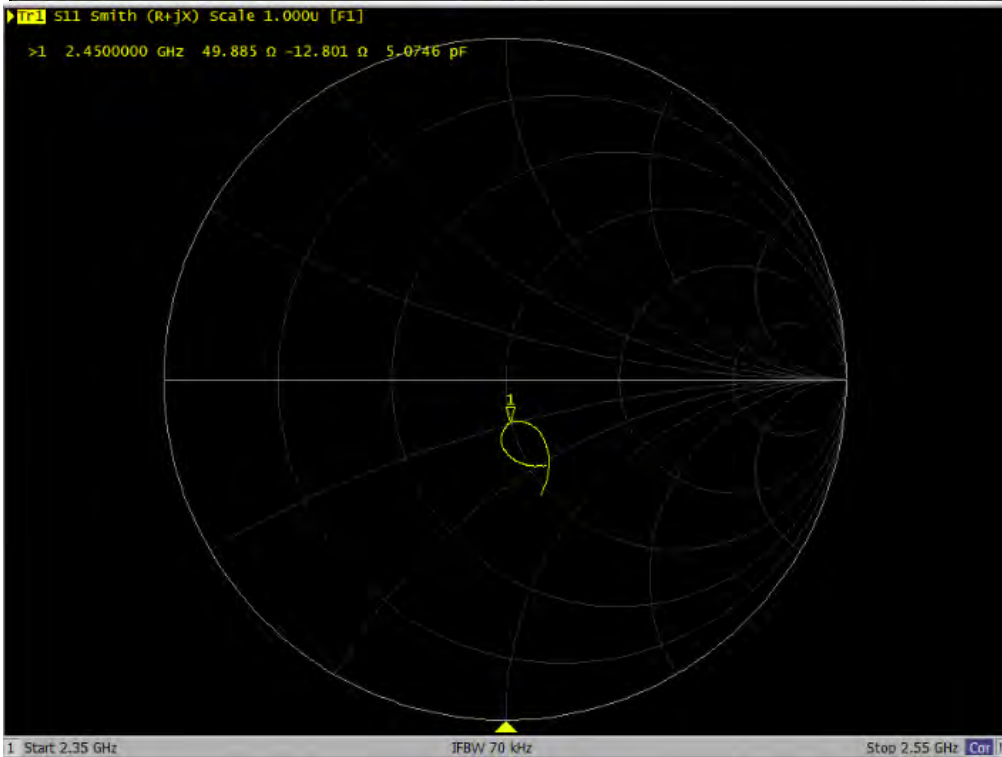 Tr1 S11 Smith (R+jX) Scale 1.000U [F1]
>1 2.4500000 GHz 49.885 Ω -12.801 Ω 5.0746 pF
1
1 Start 2.35 GHz IFBW 70 kHz Stop 2.55 GHz Cor